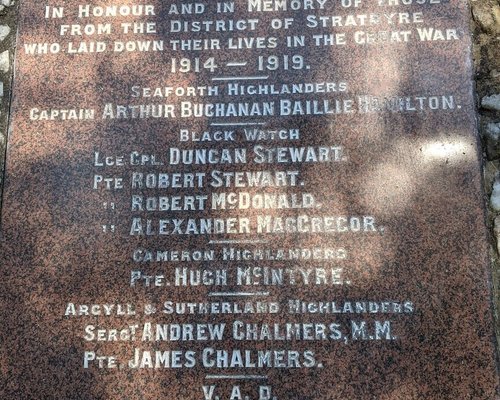 In Honour and in Memory of those
from the District of Strathyre
who laid down their lives in the Great War
1914 — 1919.
Seaforth Highlanders
Captain Arthur Buchanan Baillie Hamilton.
Black Watch
Lce Cpl. Duncan Stewart.
Pte Robert Stewart.
" Robert McDonald.
" Alexander MacGregor.
Cameron Highlanders
Pte. Hugh McIntyre.
Argyll & Sutherland Highlanders
Sergt Andrew Chalmers, M.M.
Pte. James Chalmers.
V. A. D.